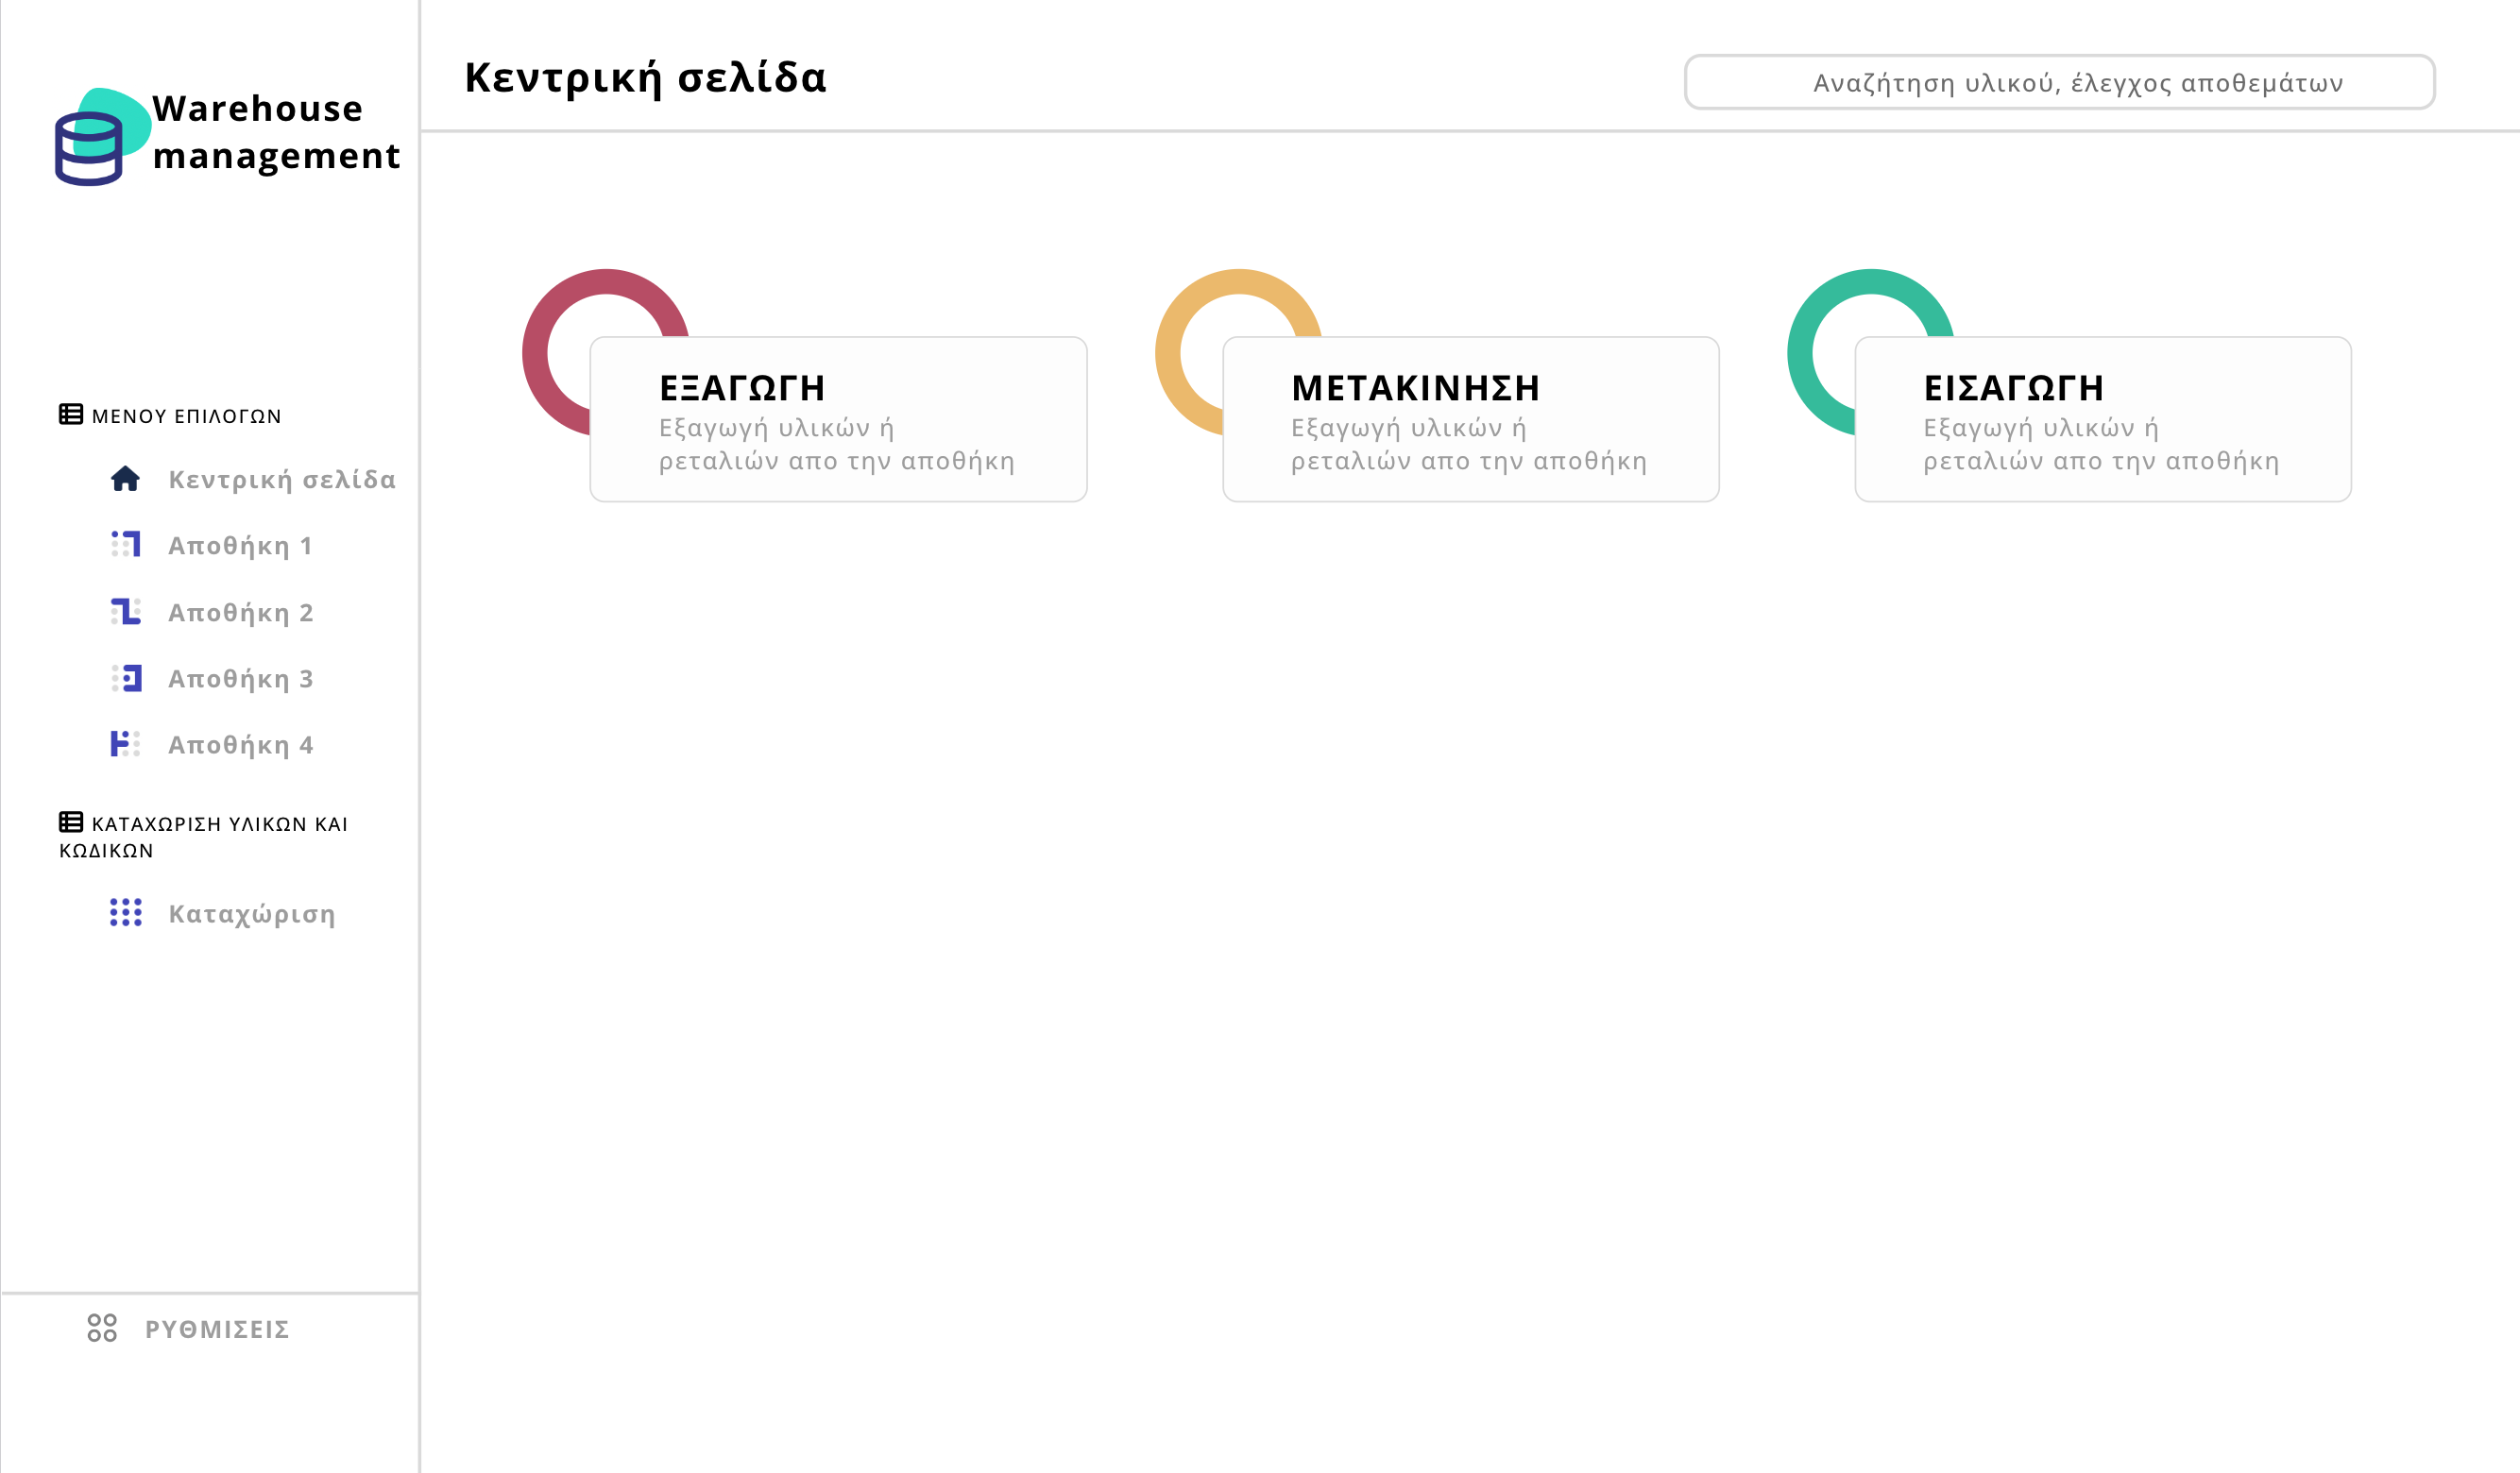 Warehouse
management
ΜΕΝΟΥ ΕΠΙΛΟΓΩΝ
Κεντρική σελίδα
Αποθήκη 1
Αποθήκη 2
Αποθήκη 3
Αποθήκη 4
ΚΑΤΑΧΩΡΙΣΗ ΥΛΙΚΩΝ ΚΑΙ
ΚΩΔΙΚΩΝ
Καταχώριση
ΡΥΘΜΙΣΕΙΣ
Κεντρική σελίδα
Αναζήτηση υλικού, έλεγχος αποθεμάτων
ΕΞΑΓΩΓΗ
Εξαγωγή υλικών ή
ρεταλιών απο την αποθήκη
ΜΕΤΑΚΙΝΗΣΗ
Εξαγωγή υλικών ή
ρεταλιών απο την αποθήκη
ΕΙΣΑΓΩΓΗ
Εξαγωγή υλικών ή
ρεταλιών απο την αποθήκη